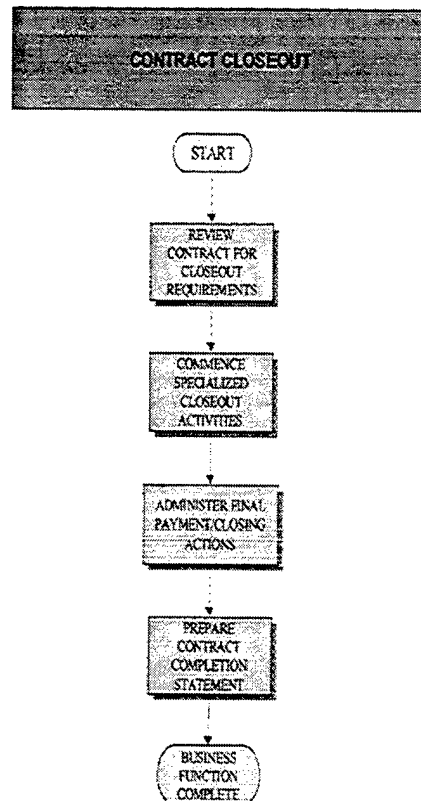 CONTRACT CLOSEOUT
START
REVIEW
CONTRACT FOR
CLOSEOUT
REQUIREMENTS
COMMENCE
SPECIALIZED
CLOSEOUT
ACTIVITIES
ADMINISTER FINAL
PAYMENT/CLOSING
ACTIONS
PREPARE
CONTRACT
COMPLETION
STATEMENT
BUSINESS
FUNCTION
COMPLETE